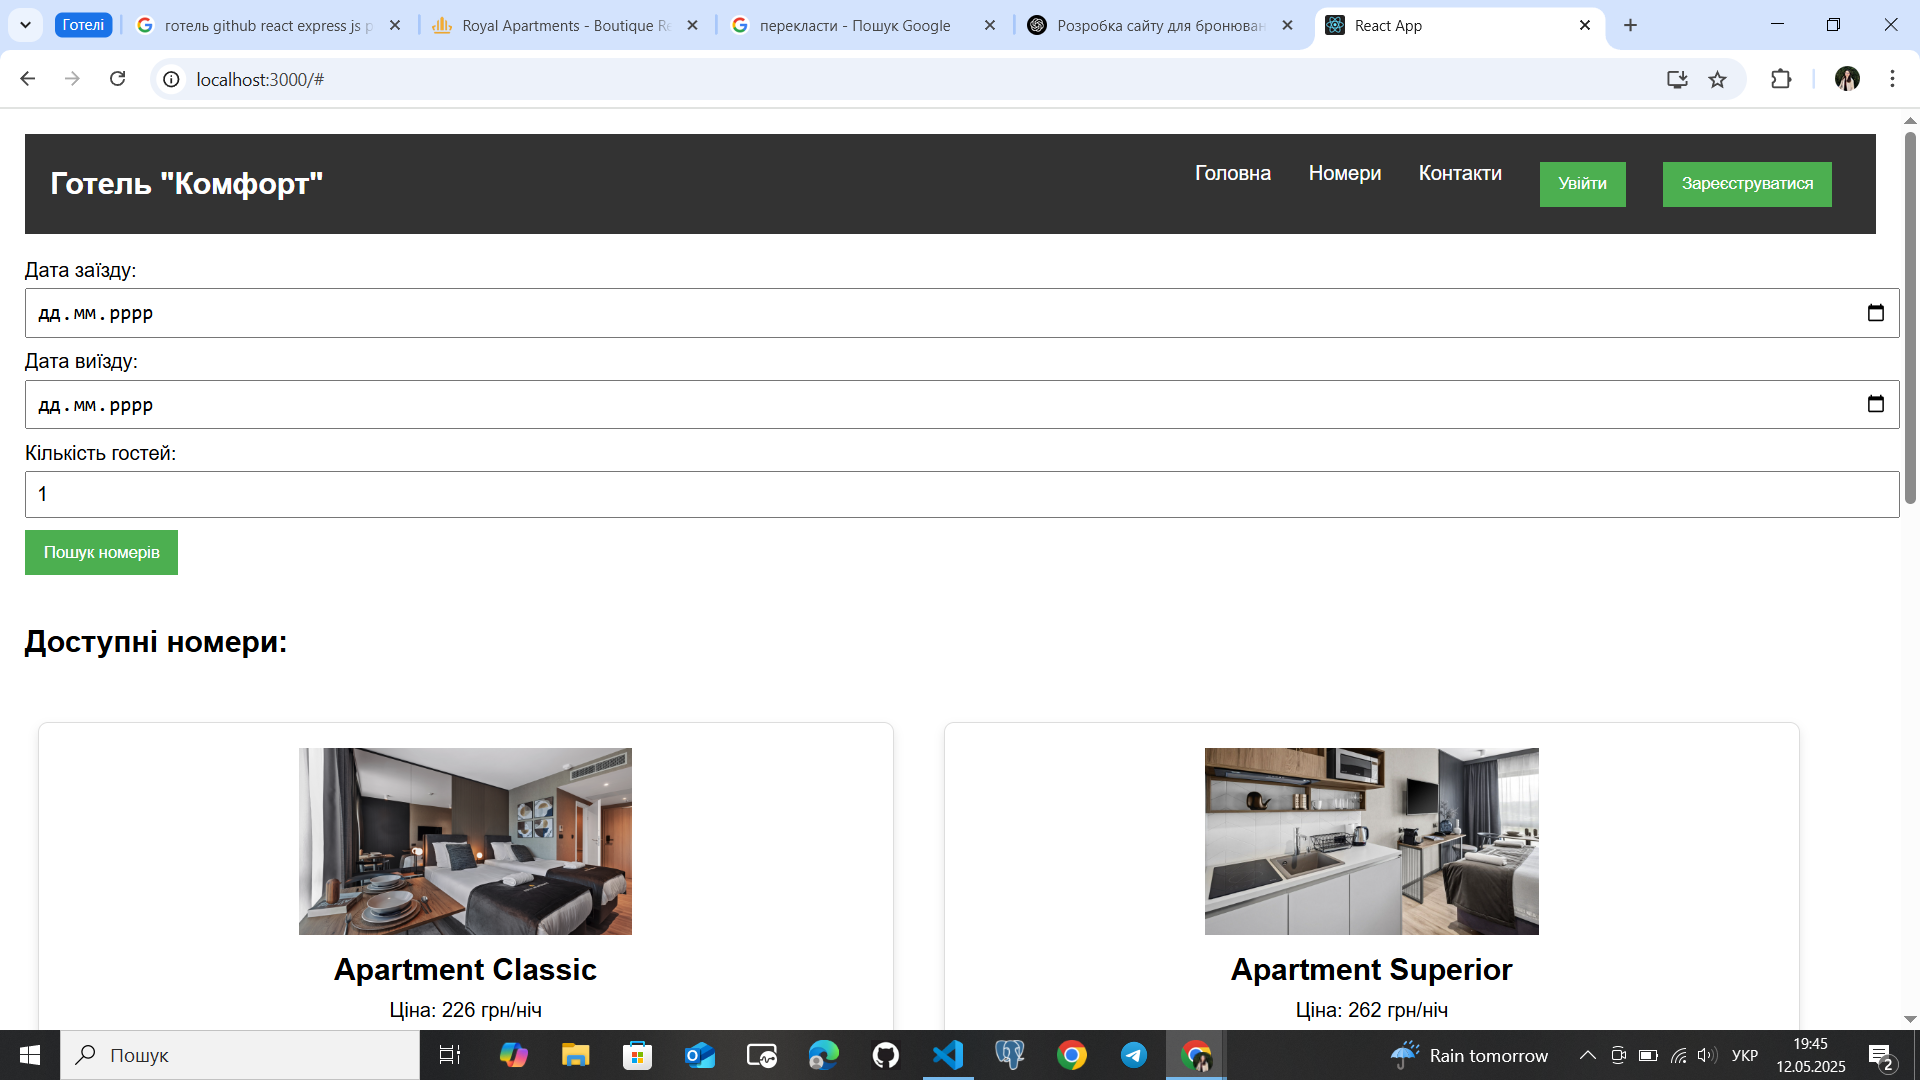 Готелі
готель github react express js p
Royal Apartments - Boutique Re
перекласти - Пошук Google
Розробка сайту для бронюван
React App
localhost:3000/#
Готель "Комфорт"
Головна
Номери
Контакти
Увійти
Зареєструватися
Дата заїзду:
дд.мм.рррр
Дата виїзду:
дд.мм.рррр
Кількість гостей:
1
Пошук номерів
Доступні номери:
Apartment Classic
Ціна: 226 грн/ніч
Apartment Superior
Ціна: 262 грн/ніч
Пошук
Rain tomorrow
УКР
19:45
12.05.2025
2